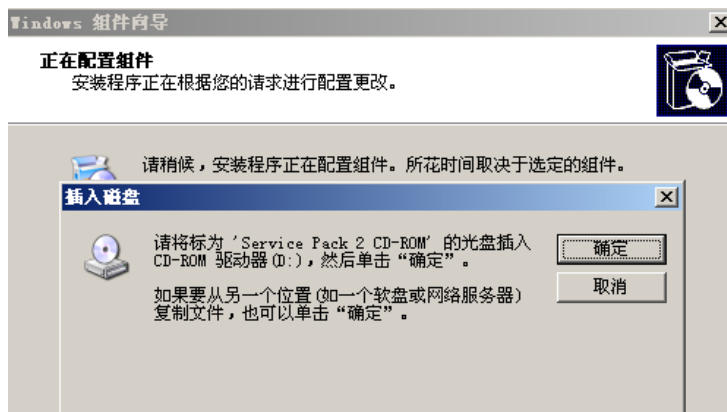 Windows 组件向导
正在配置组件
安装程序正在根据您的请求进行配置更改。
请稍候，安装程序正在配置组件。所花时间取决于选定的组件。
插入磁盘
请将标为 'Service Pack 2 CD-ROM' 的光盘插入
CD-ROM 驱动器(D:)，然后单击“确定”。
确定
如果要从另一个位置(如一个软盘或网络服务器)
复制文件，也可以单击“确定”。
取消